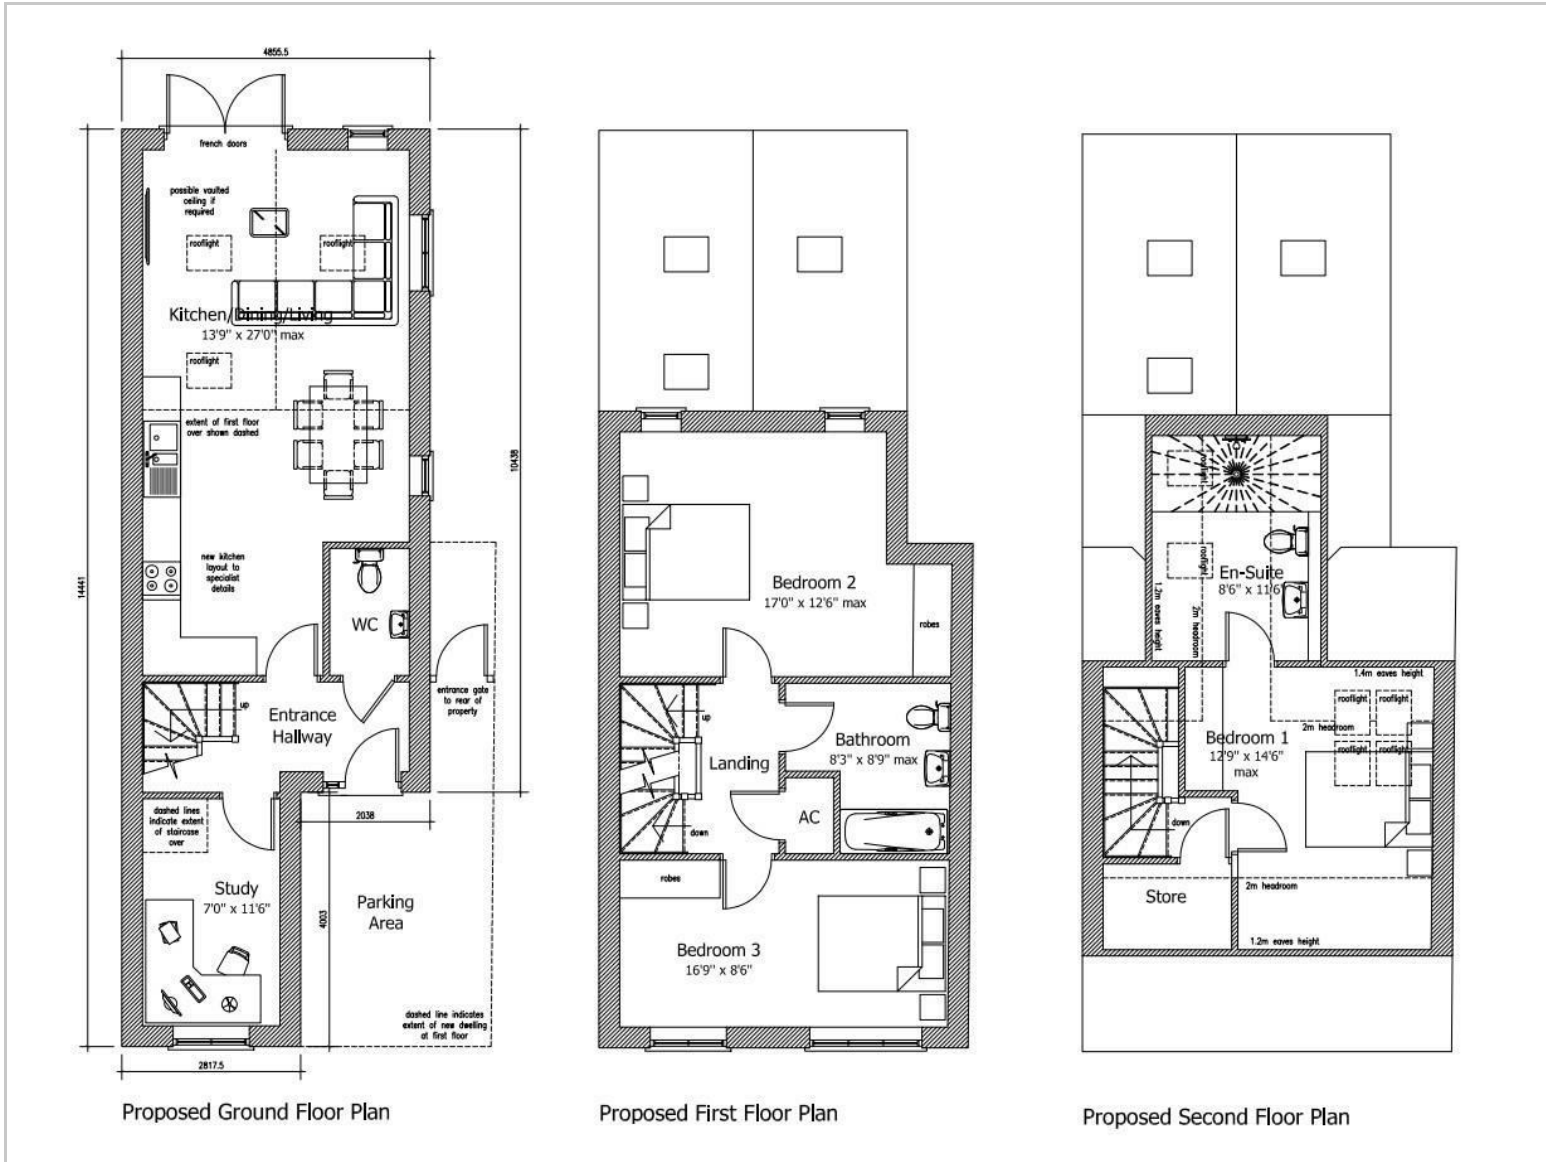 4855.5
french doors
possible vaulted
ceiling if
required
rooflight
rooflight
Kitchen/Dining/Living
13'9" x 27'0" max
rooflight
extent of first floor
over shown dashed
10438
14441
new kitchen
layout to
specialist
details
WC
entrance gate
to rear of
property
up
Entrance
Hallway
dashed lines
indicate extent
of staircase
over
2038
Study
7'0" x 11'6"
4003
Parking
Area
dashed line indicates
extent of new dwelling
at first floor
2817.5
Proposed Ground Floor Plan
Bedroom 2
17'0" x 12'6" max
robes
up
Landing
Bathroom
8'3" x 8'9" max
AC
down
robes
Bedroom 3
16'9" x 8'6"
Proposed First Floor Plan
rooflight
rooflight
En-Suite
8'6" x 11'6"
1.2m eaves height
2m headroom
1.4m eaves height
rooflight
rooflight
2m headroom
Bedroom 1
12'9" x 14'6"
max
rooflight
rooflight
down
Store
2m headroom
1.2m eaves height
Proposed Second Floor Plan